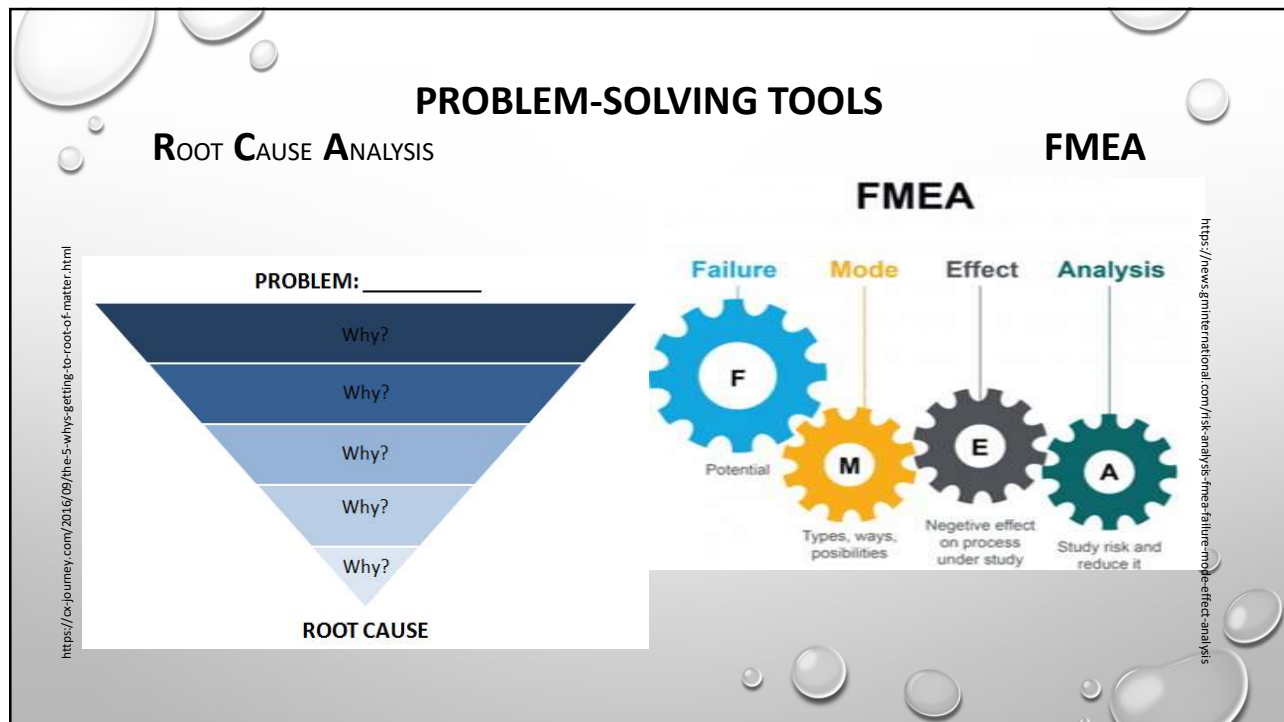 PROBLEM-SOLVING TOOLS
ROOT CAUSE ANALYSIS
FMEA
https://cx-journey.com/2016/09/the-5-whys-getting-to-root-of-matter.html
PROBLEM: __________
Why?
Why?
Why?
Why?
Why?
ROOT CAUSE
FMEA
Failure Mode Effect Analysis
F
M
E
A
Potential
Types, ways,
posibilities
Negetive effect
on process
under study
Study risk and
reduce it
https://news.gminternational.com/risk-analysis-fmea-failure-mode-effect-analysis